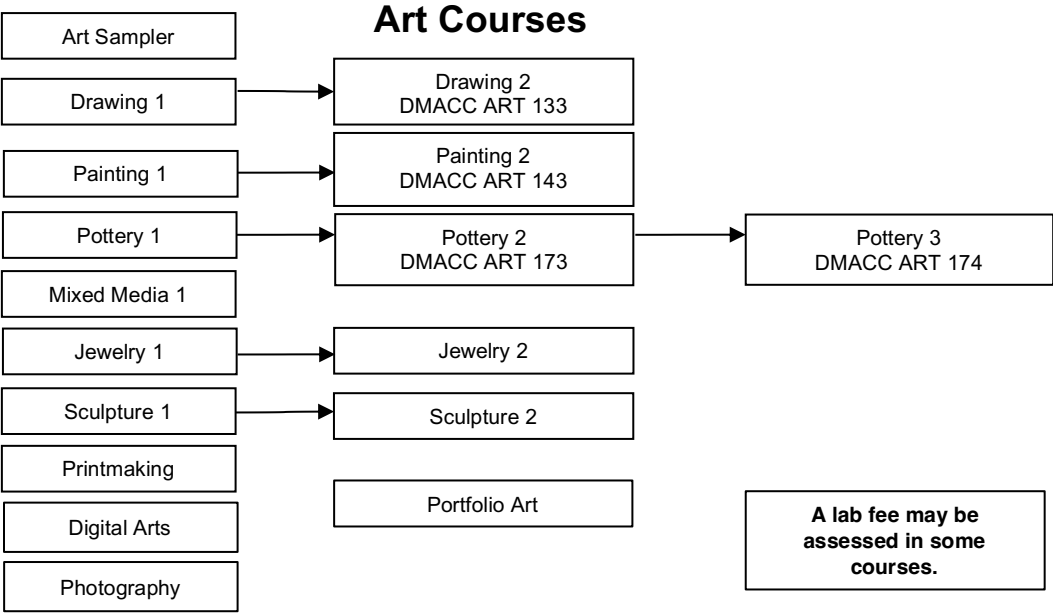 Art Courses
Art Sampler
Drawing 1
Drawing 2
DMACC ART 133
Painting 1
Painting 2
DMACC ART 143
Pottery 1
Pottery 2
DMACC ART 173
Pottery 3
DMACC ART 174
Mixed Media 1
Jewelry 1
Jewelry 2
Sculpture 1
Sculpture 2
Printmaking
Portfolio Art
Digital Arts
Photography
A lab fee may be
assessed in some
courses.